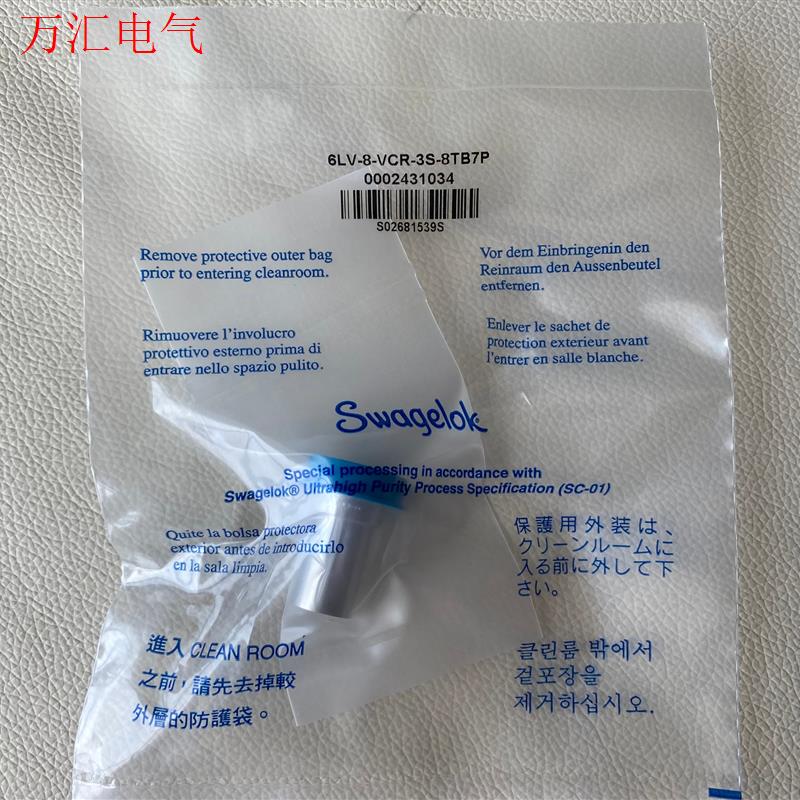 万汇电气
6LV-8-VCR-3S-8TB7P
0002431034
S02681539S
Remove protective outer bag
prior to entering cleanroom.
Vor dem Einbringenin den
Reinraum den Aussenbeutel
entfernen.
Rimuovere l'involucro
protettivo esterno prima di
entrare nello spazio pulito.
Enlever le sachet de
protection exterieur avant
l'entrer en salle blanche.
Swagelok
Special processing in accordance with
Swagelok® Ultrahigh Purity Process Specification (SC-01)
Quite la bolsa protectora
exterior antes de introducirlo
en la sala limpia.
保護用外装は、
クリーンルームに
入る前に外して下
さい。
進入 CLEAN ROOM
之前，請先去掉較
外層的防護袋。
클린룸 밖에서
겉포장을
제거하십시오.